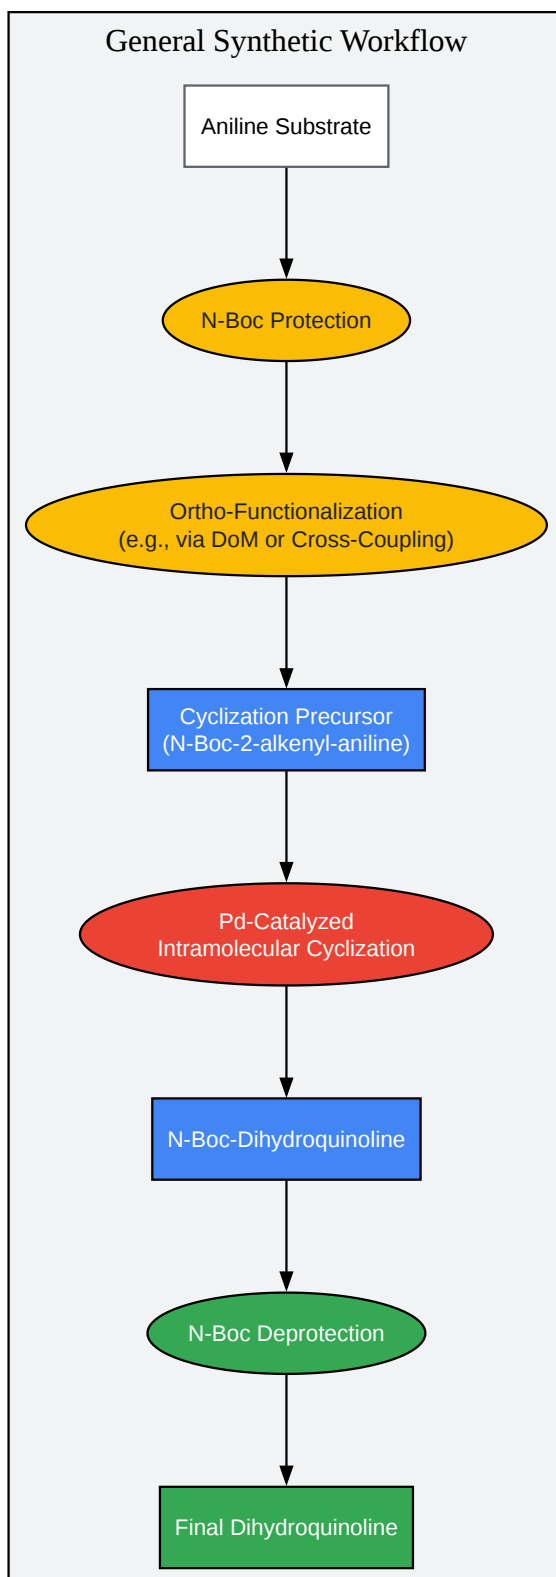 General Synthetic Workflow
Aniline Substrate
N-Boc Protection
Ortho-Functionalization
(e.g., via DoM or Cross-Coupling)
Cyclization Precursor
(N-Boc-2-alkenyl-aniline)
Pd-Catalyzed
Intramolecular Cyclization
N-Boc-Dihydroquinoline
N-Boc Deprotection
Final Dihydroquinoline